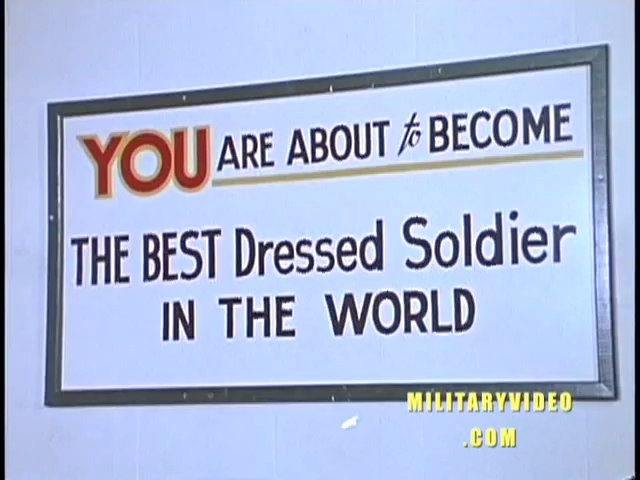 YOU ARE ABOUT to BECOME
THE BEST Dressed Soldier
IN THE WORLD
MILITARYVIDEO
.COM